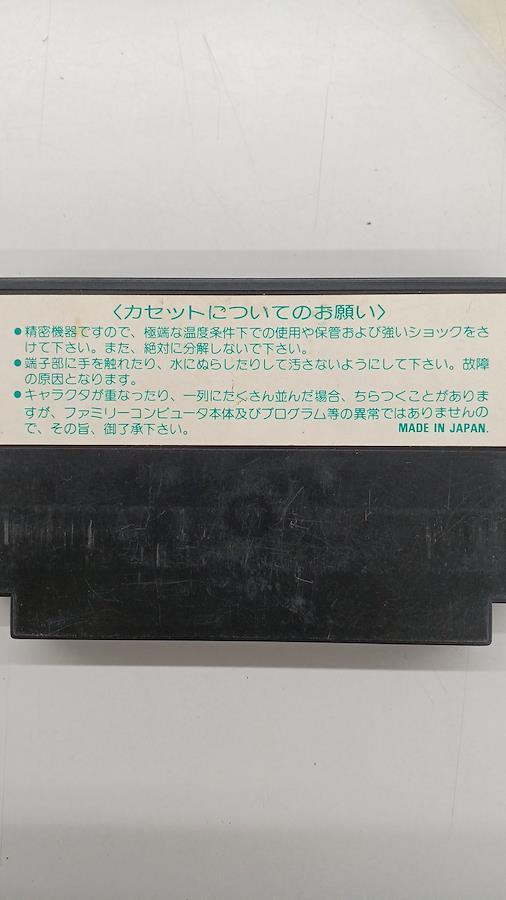 〈カセットについてのお願い〉
●精密機器ですので、極端な温度条件下での使用や保管および強いショックをさ
けて下さい。また、絶対に分解しないで下さい。
●端子部に手を触れたり、水にぬらしたりして汚さないようにして下さい。故障
の原因となります。
●キャラクタが重なったり、一列にたくさん並んだ場合、ちらつくことがありま
すが、ファミリーコンピュータ本体及びプログラム等の異常ではありませんの
で、その旨、御了承下さい。
MADE IN JAPAN.